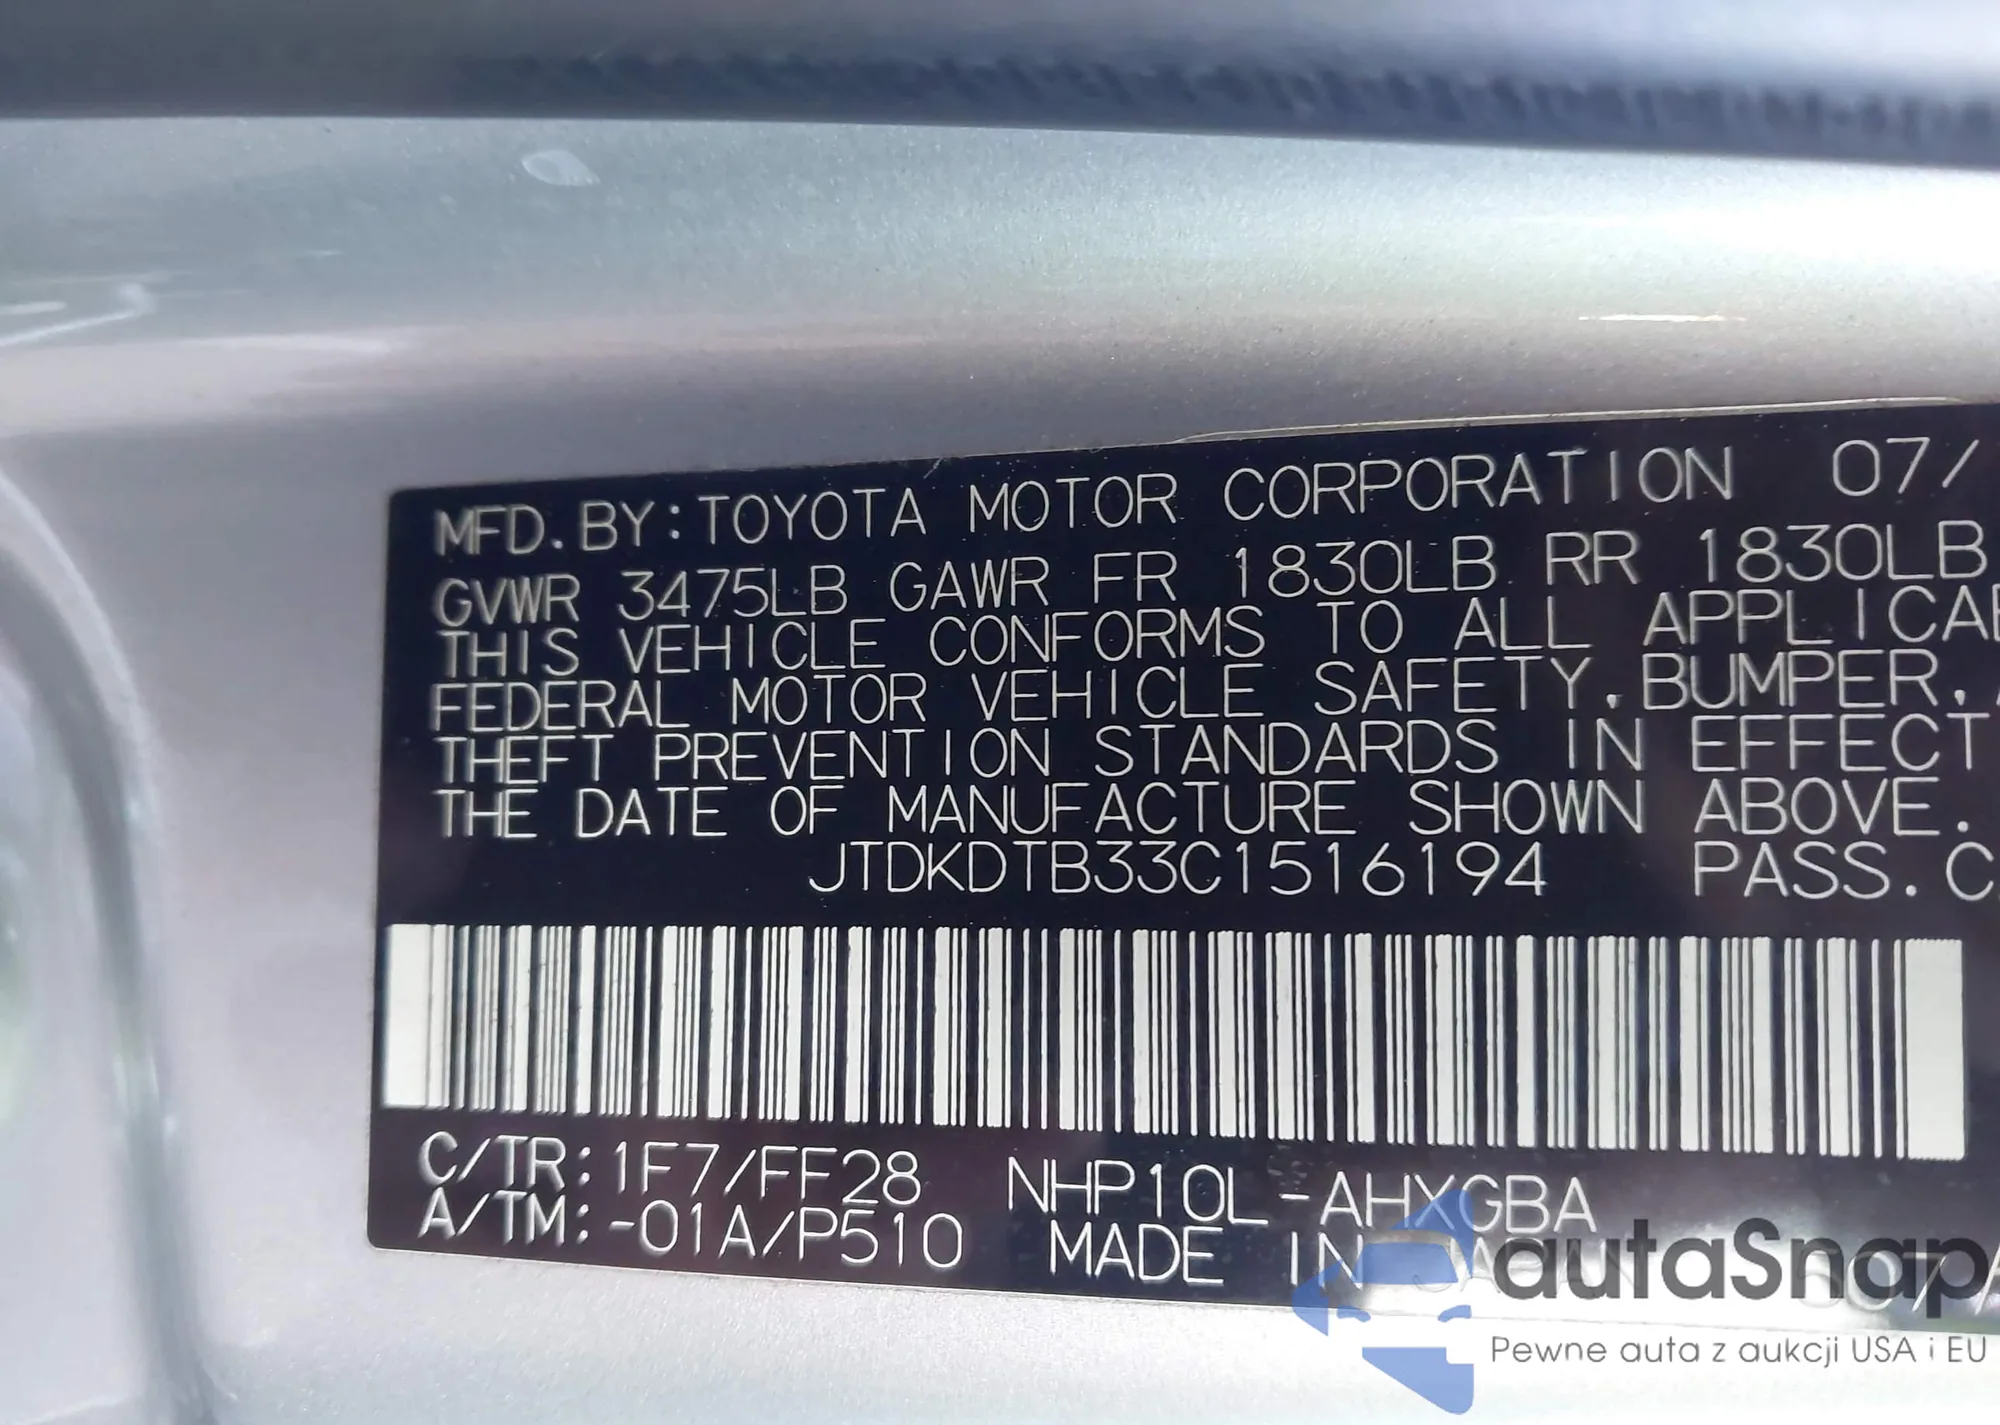 MFD. BY: TOYOTA MOTOR CORPORATION 07/
GVWR 3475LB GAWR FR 1830LB RR 1830LB
THIS VEHICLE CONFORMS TO ALL APPLICAB
FEDERAL MOTOR VEHICLE SAFETY, BUMPER,
THEFT PREVENTION STANDARDS IN EFFECT
THE DATE OF MANUFACTURE SHOWN ABOVE.
JTDKDTB33C1516194 PASS. C
C/TR: 1F7/FF28 NHP10L-AHXGBA
A/TM: -01A/P510 MADE IN JAPAN
autaSnap
Pewne auta z aukcji USA i EU